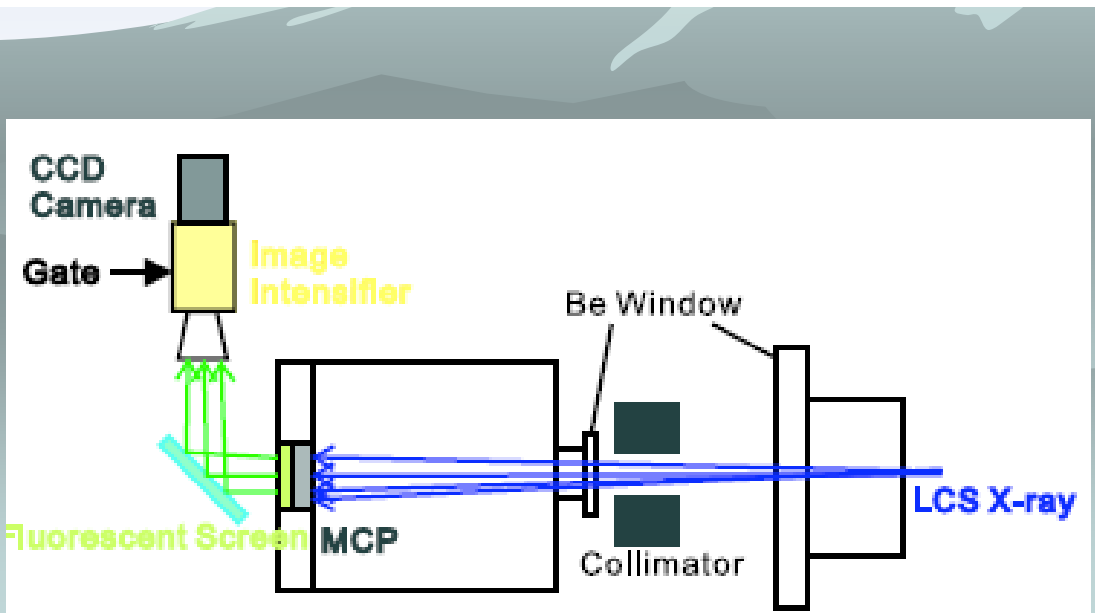 CCD
Camera
Gate
Image
Intensifier
Be Window
LCS X-ray
Fluorescent Screen
MCP
Collimator